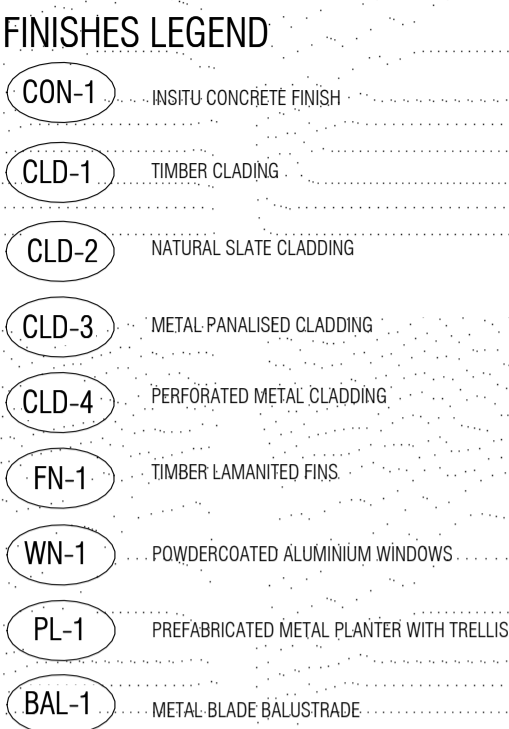 FINISHES LEGEND
CON-1 INSITU CONCRETE FINISH
CLD-1 TIMBER CLADING
CLD-2 NATURAL SLATE CLADDING
CLD-3 METAL PANALISED CLADDING
CLD-4 PERFORATED METAL CLADDING
FN-1 TIMBER LAMANITED FINS
WN-1 POWDERCOATED ALUMINIUM WINDOWS
PL-1 PREFABRICATED METAL PLANTER WITH TRELLIS
BAL-1 METAL BLADE BALUSTRADE